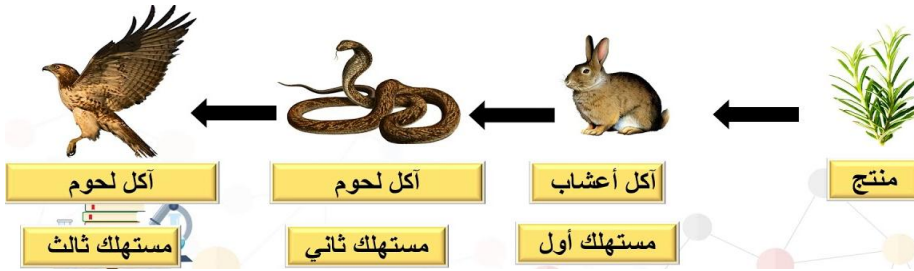 منتج
آكل أعشاب
آكل لحوم
آكل لحوم
مستهلك أول
مستهلك ثاني
مستهلك ثالث